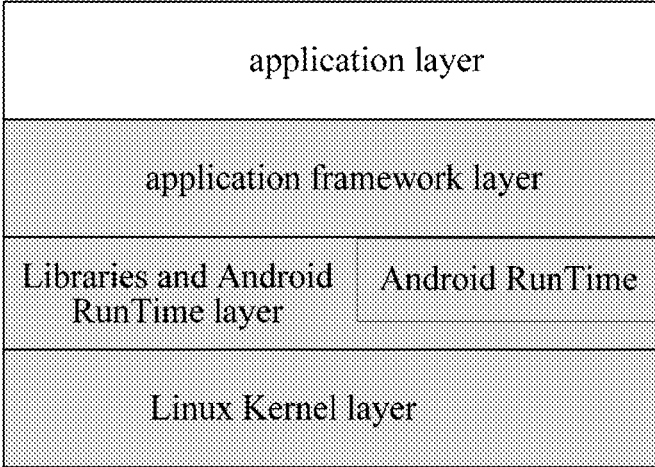 application layer
application framework layer
Libraries and Android
RunTime layer
Android RunTime
Linux Kernel layer